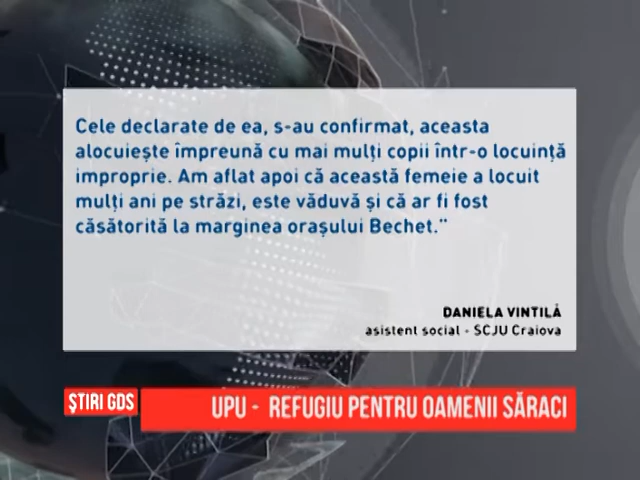 Cele declarate de ea, s-au confirmat, aceasta
alocuiește împreună cu mai mulți copii într-o locuință
improprie. Am aflat apoi că această femeie a locuit
mulți ani pe străzi, este văduvă și că ar fi fost
căsătorită la marginea orașului Bechet."
DANIELA VINTILĂ
asistent social - SCJU Craiova
ȘTIRI GDS
UPU - REFUGIU PENTRU OAMENII SĂRACI